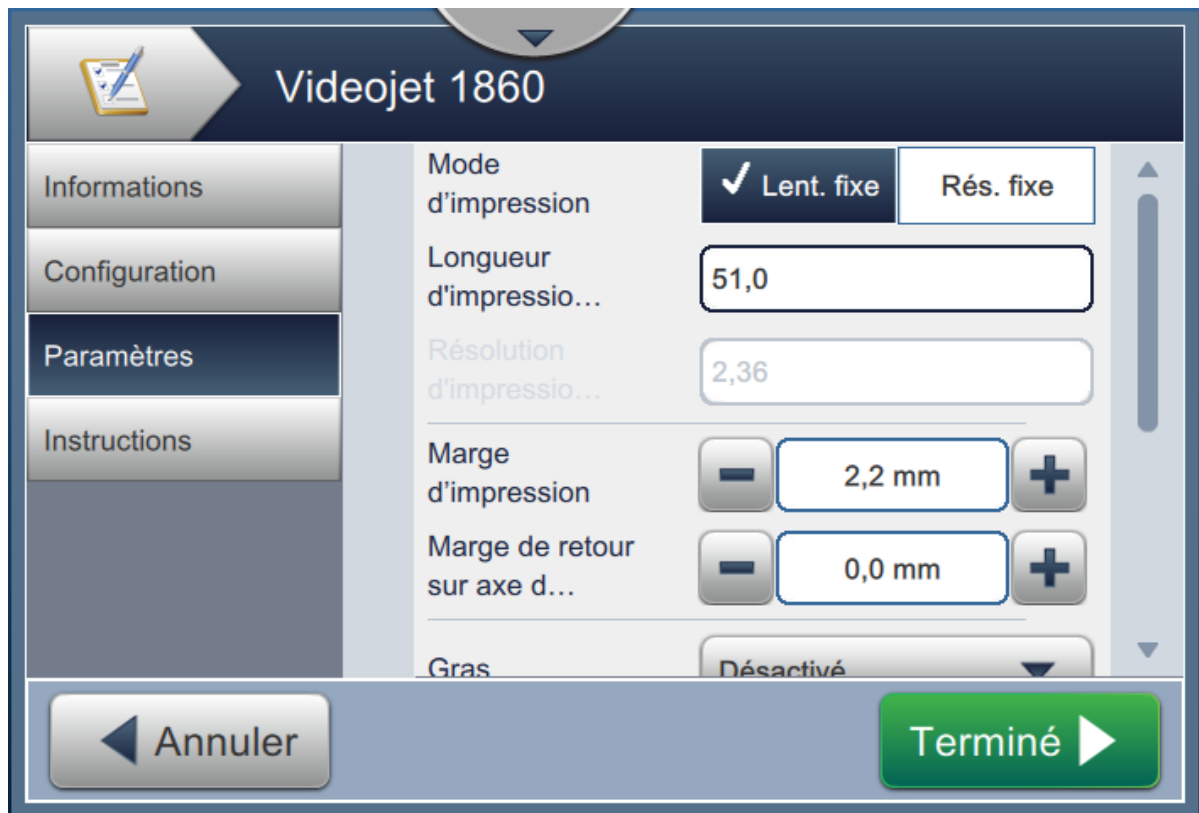 Videojet 1860
Informations
Configuration
Paramètres
Instructions
Mode
d’impression
Lent. fixe
Rés. fixe
Longueur
d'impressio…
51,0
Résolution
d'impressio…
2,36
Marge
d’impression
2,2 mm
Marge de retour
sur axe d…
0,0 mm
Gras
Désactivé
Annuler
Terminé